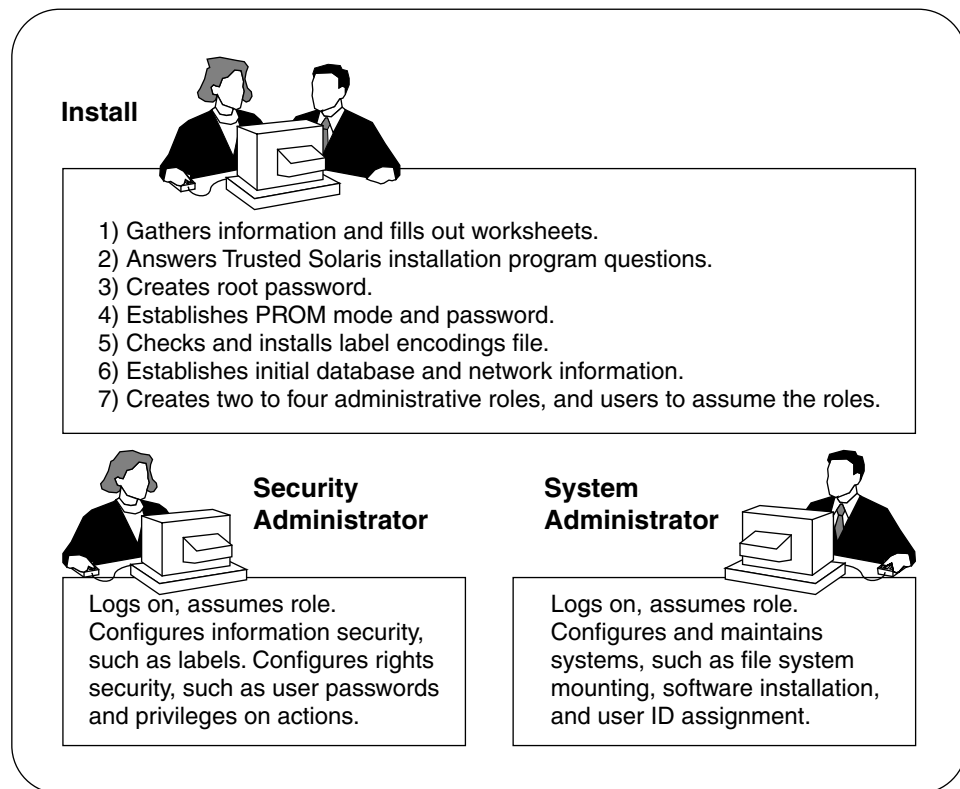 Install
1) Gathers information and fills out worksheets.
2) Answers Trusted Solaris installation program questions.
3) Creates root password.
4) Establishes PROM mode and password.
5) Checks and installs label encodings file.
6) Establishes initial database and network information.
7) Creates two to four administrative roles, and users to assume the roles.
Security
Administrator
Logs on, assumes role.
Configures information security,
such as labels. Configures rights
security, such as user passwords
and privileges on actions.
System
Administrator
Logs on, assumes role.
Configures and maintains
systems, such as file system
mounting, software installation,
and user ID assignment.